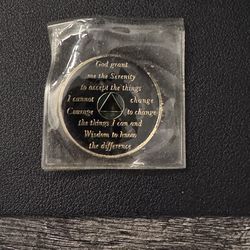 God grant
me the Serenity
to accept the things
I cannot change
Courage to change
the things I can and
Wisdom to know
the difference